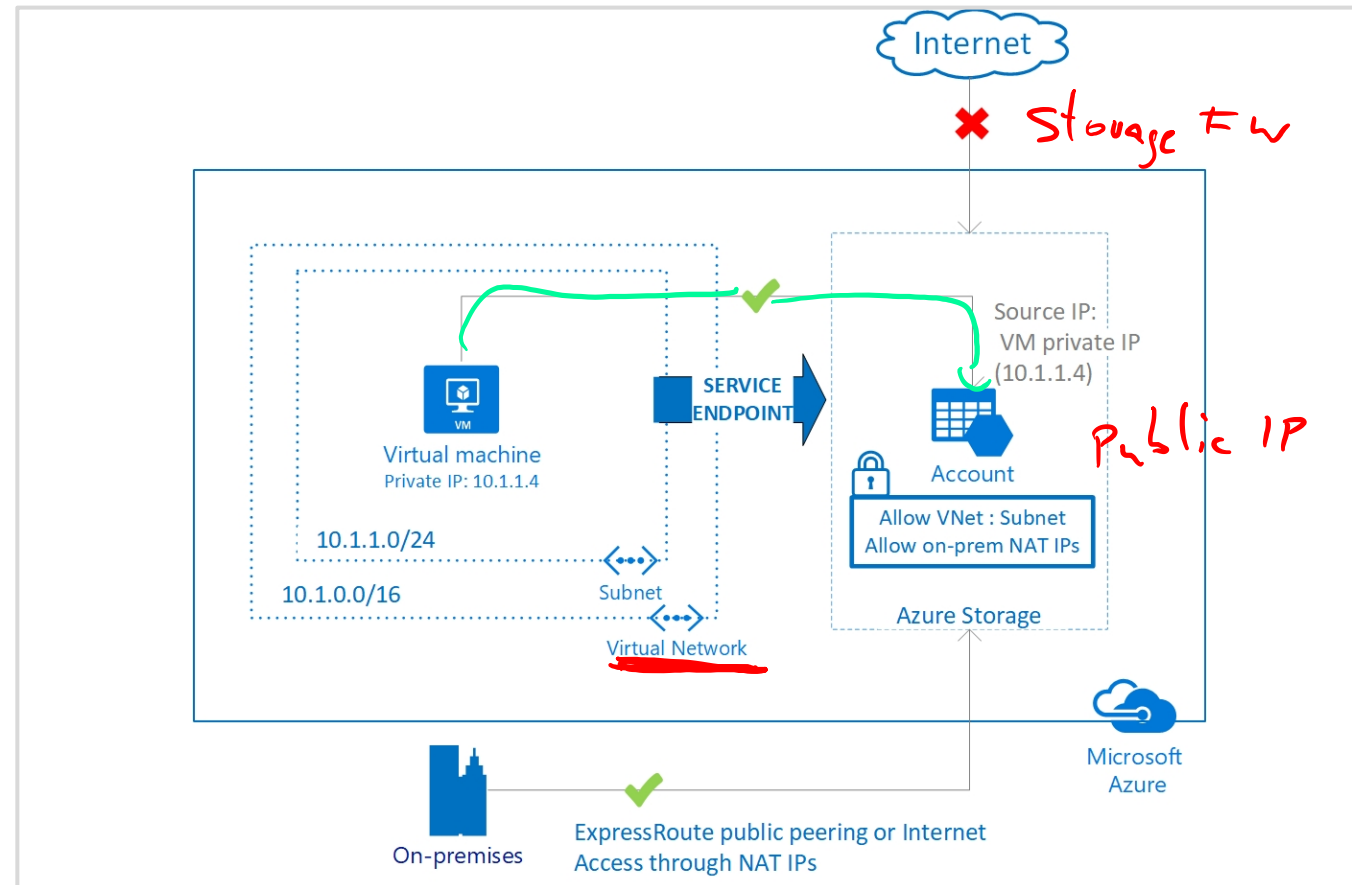 Internet
Storage FW
Source IP:
VM private IP
(10.1.1.4)
SERVICE
ENDPOINT
VM
Virtual machine
Private IP: 10.1.1.4
Public IP
Account
Allow VNet : Subnet
Allow on-prem NAT IPs
10.1.1.0/24
10.1.0.0/16
Subnet
Azure Storage
Virtual Network
Microsoft
Azure
ExpressRoute public peering or Internet
Access through NAT IPs
On-premises